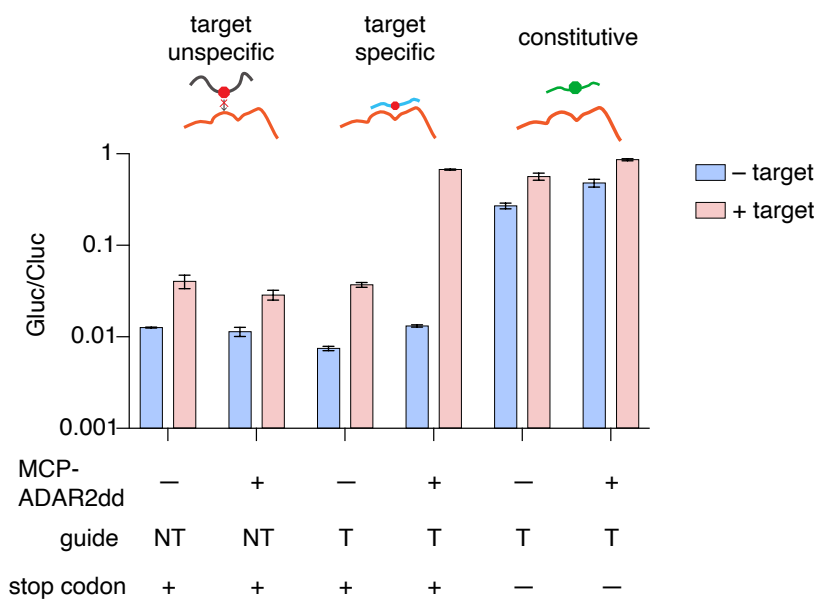 target unspecific
target specific
constitutive
1
0.1
0.01
0.001
Gluc/Cluc
– target
+ target
MCP-ADAR2dd
— + — + — +
guide NT NT T T T T
stop codon + + + + — —